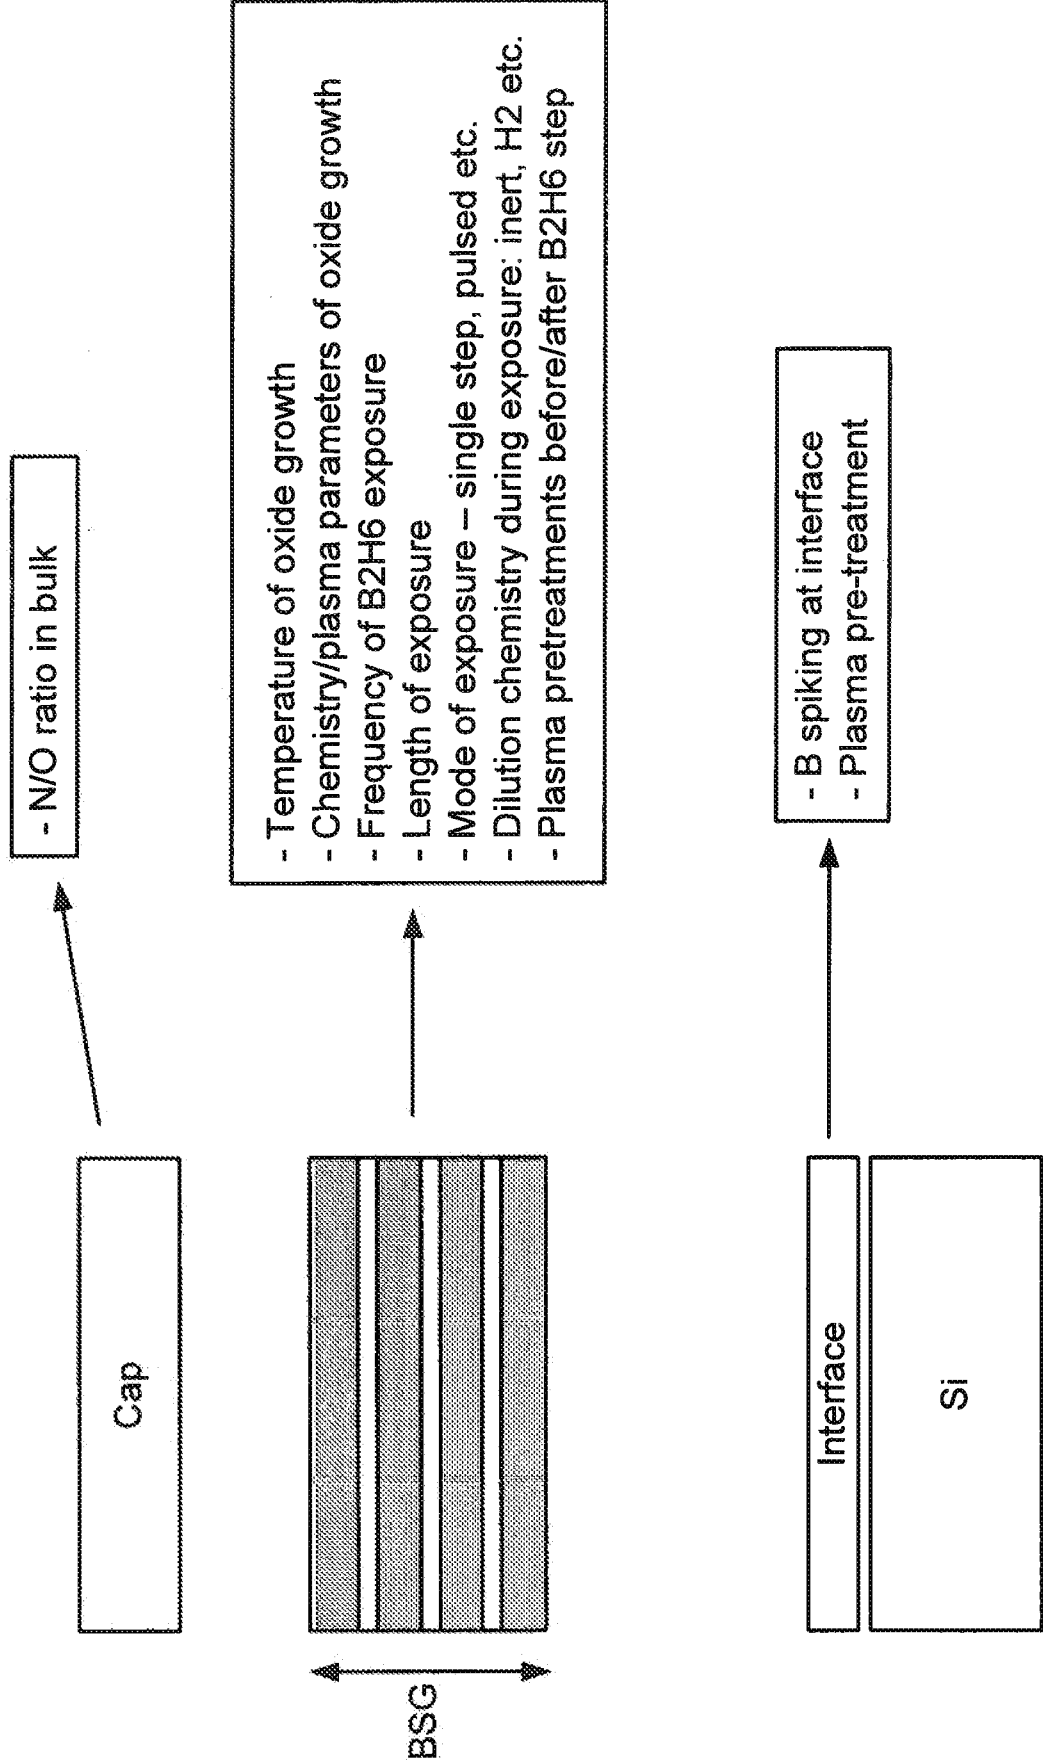 Cap
- N/O ratio in bulk
BSG
- Temperature of oxide growth
- Chemistry/plasma parameters of oxide growth
- Frequency of B2H6 exposure
- Length of exposure
- Mode of exposure – single step, pulsed etc.
- Dilution chemistry during exposure: inert, H2 etc.
- Plasma pretreatments before/after B2H6 step
Interface
- B spiking at interface
- Plasma pre-treatment
Si